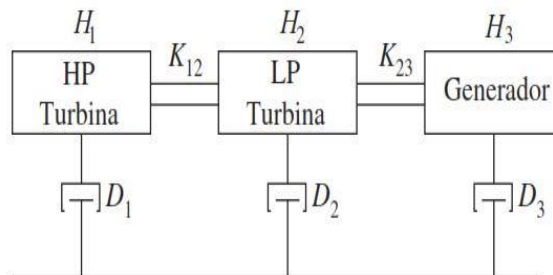 H₁ H₂ H₃
HP Turbina
K₁₂
LP Turbina
K₂₃
Generador
D₁ D₂ D₃